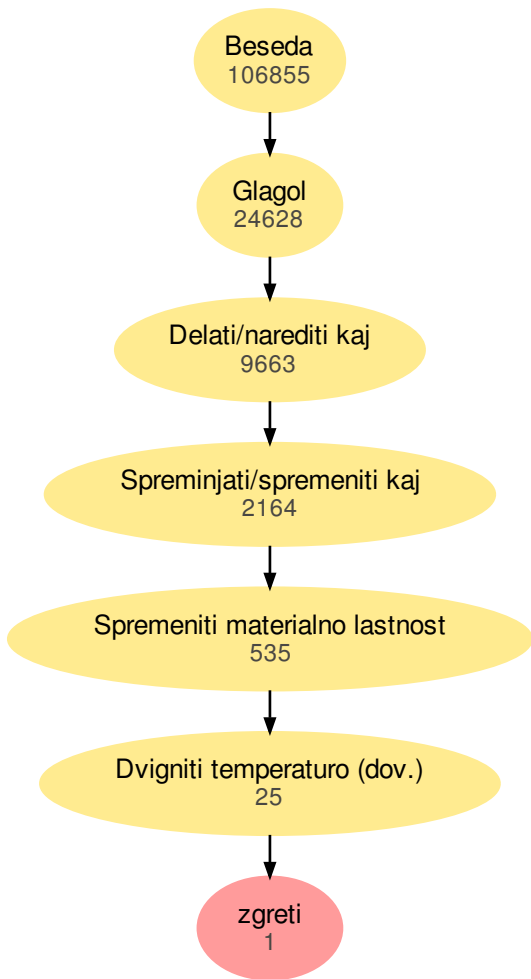 Beseda
106855
Glagol
24628
Delati/narediti kaj
9663
Spreminjati/spremeniti kaj
2164
Spremeniti materialno lastnost
535
Dvigniti temperaturo (dov.)
25
zgreti
1